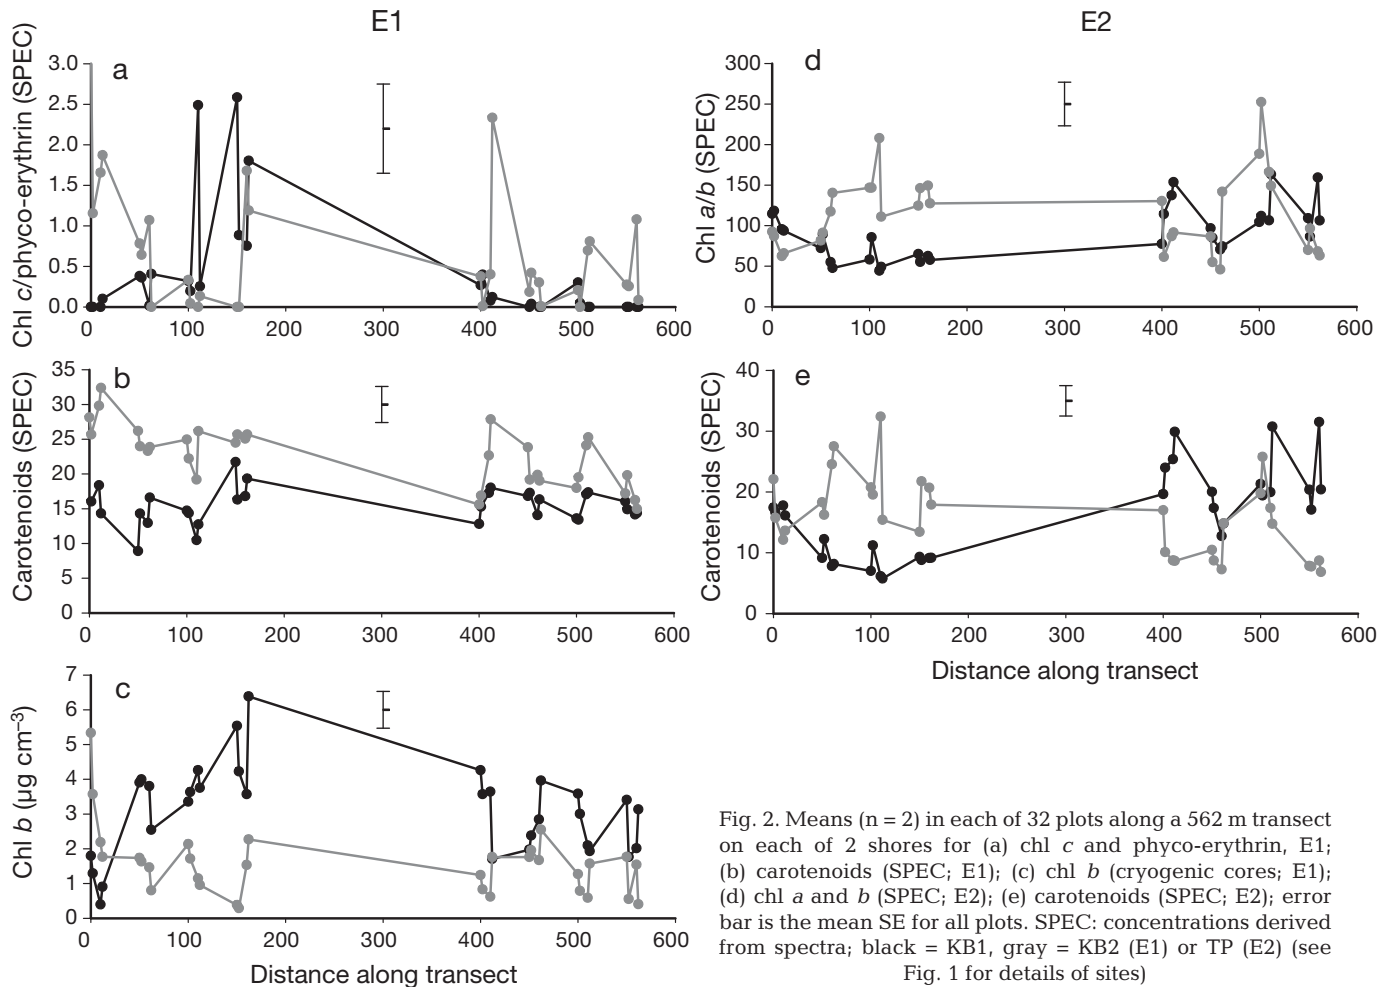 E1
E2
a
Chl c/phyco-erythrin (SPEC)
3.0
2.5
2.0
1.5
1.0
0.5
0.0
0 100 200 300 400 500 600
d
Chl a/b (SPEC)
300
250
200
150
100
50
0
0 100 200 300 400 500 600
b
Carotenoids (SPEC)
35
30
25
20
15
10
5
0
0 100 200 300 400 500 600
e
Carotenoids (SPEC)
40
30
20
10
0
0 100 200 300 400 500 600
Distance along transect
c
Chl b (µg cm–3)
7
6
5
4
3
2
1
0
0 100 200 300 400 500 600
Distance along transect
Fig. 2. Means (n = 2) in each of 32 plots along a 562 m transect
on each of 2 shores for (a) chl c and phyco-erythrin, E1;
(b) carotenoids (SPEC; E1); (c) chl b (cryogenic cores; E1);
(d) chl a and b (SPEC; E2); (e) carotenoids (SPEC; E2); error
bar is the mean SE for all plots. SPEC: concentrations derived
from spectra; black = KB1, gray = KB2 (E1) or TP (E2) (see
Fig. 1 for details of sites)